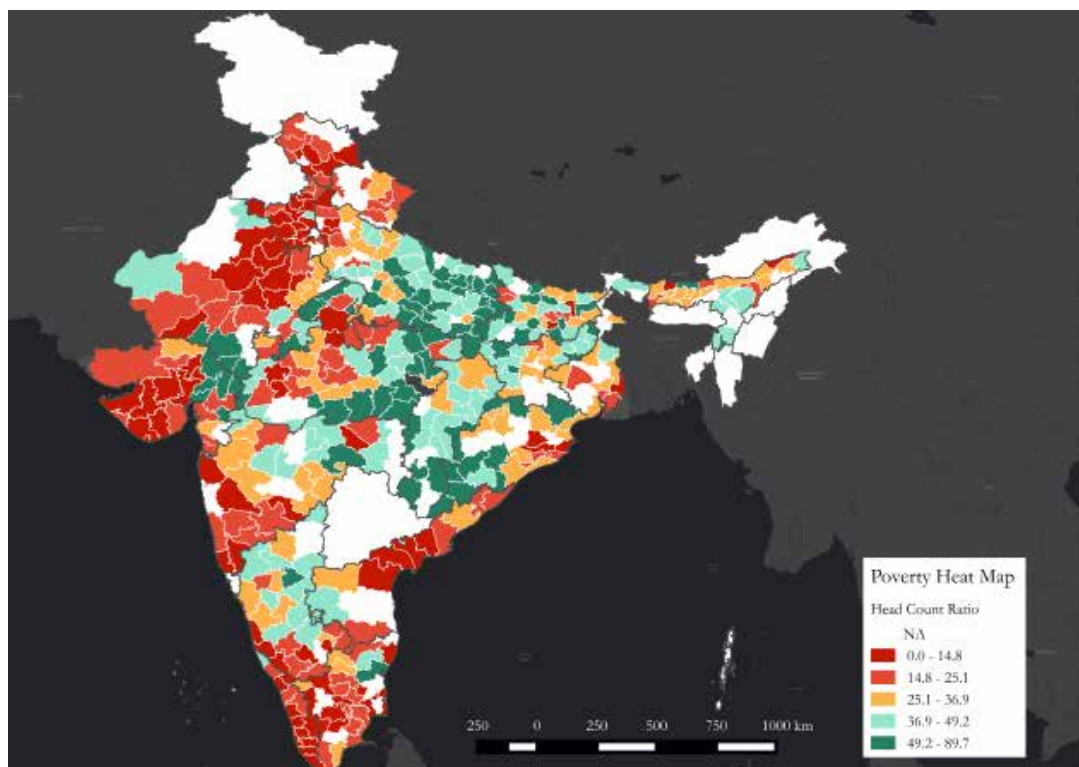 Poverty Heat Map
Head Count Ratio
NA
0.0 - 14.8
14.8 - 25.1
25.1 - 36.9
36.9 - 49.2
49.2 - 89.7
250 0 250 500 750 1000 km